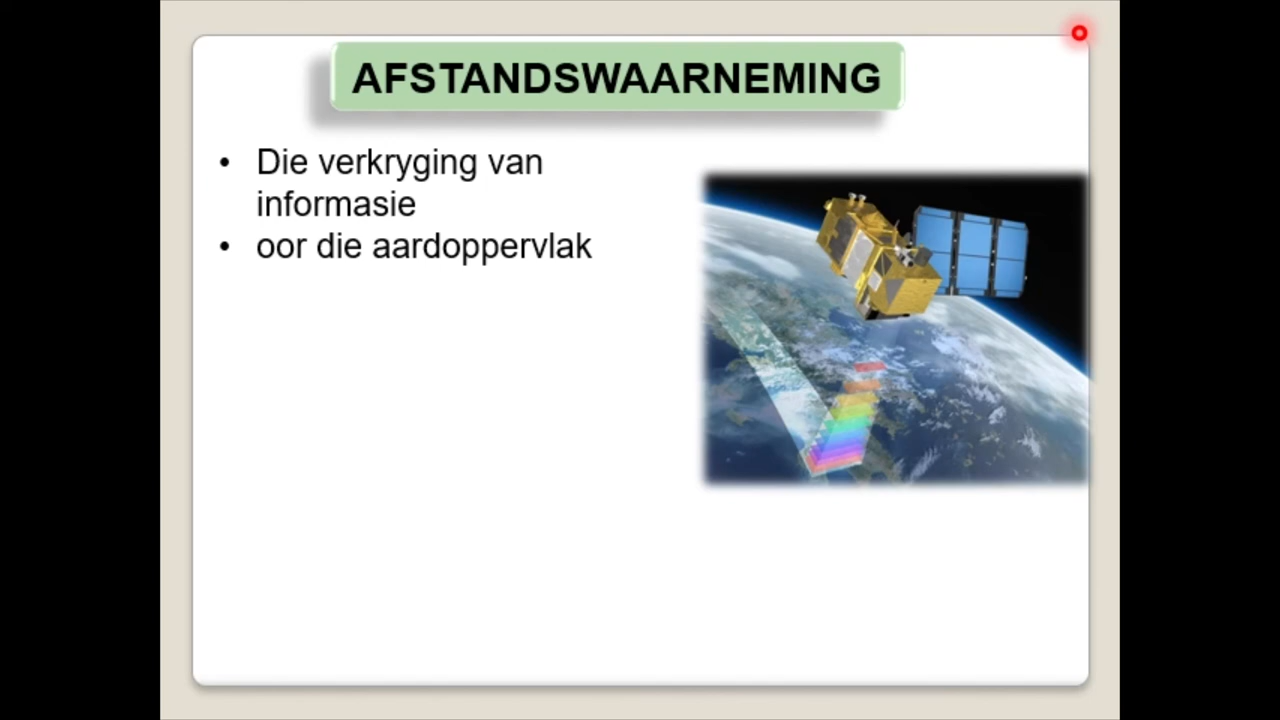 AFSTANDSWAARNEMING
• Die verkryging van
informasie
• oor die aardoppervlak